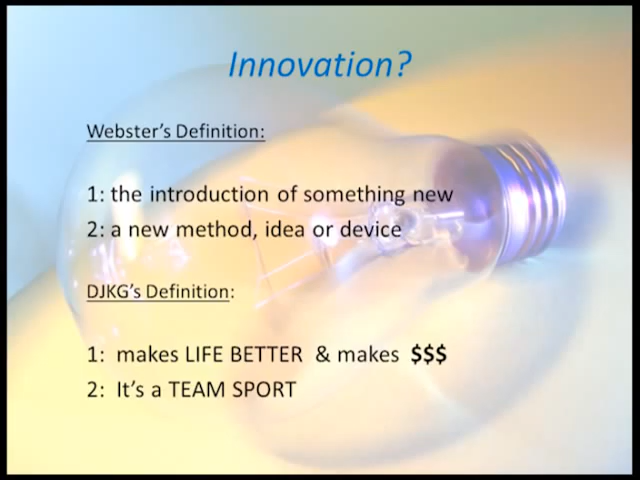 Innovation?
Webster's Definition:
1: the introduction of something new
2: a new method, idea or device
DJKG's Definition:
1: makes LIFE BETTER & makes $$$
2: It's a TEAM SPORT